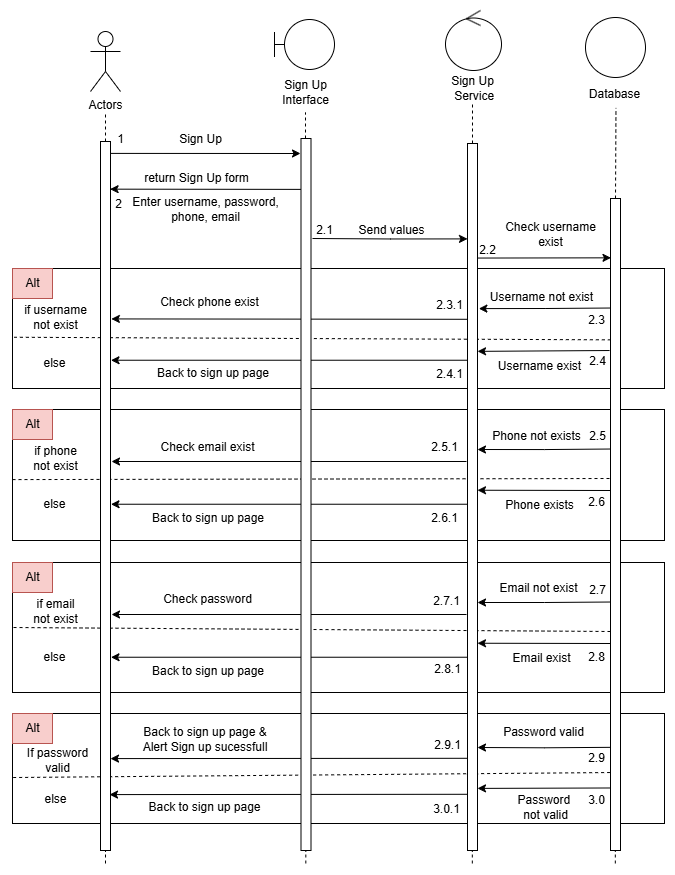 Actors
Sign Up
Interface
Sign Up
Service
Database
1
Sign Up
return Sign Up form
2
Enter username, password,
phone, email
2.1
Send values
Check username
exist
2.2
Alt
if username
not exist
Check phone exist
2.3.1
Username not exist
2.3
else
Back to sign up page
2.4.1
Username exist
2.4
Alt
if phone
not exist
Check email exist
2.5.1
Phone not exists
2.5
else
Back to sign up page
2.6.1
Phone exists
2.6
Alt
if email
not exist
Check password
2.7.1
Email not exist
2.7
else
Back to sign up page
2.8.1
Email exist
2.8
Alt
If password
valid
Back to sign up page &
Alert Sign up sucessfull
2.9.1
Password valid
2.9
else
Back to sign up page
3.0.1
Password
not valid
3.0